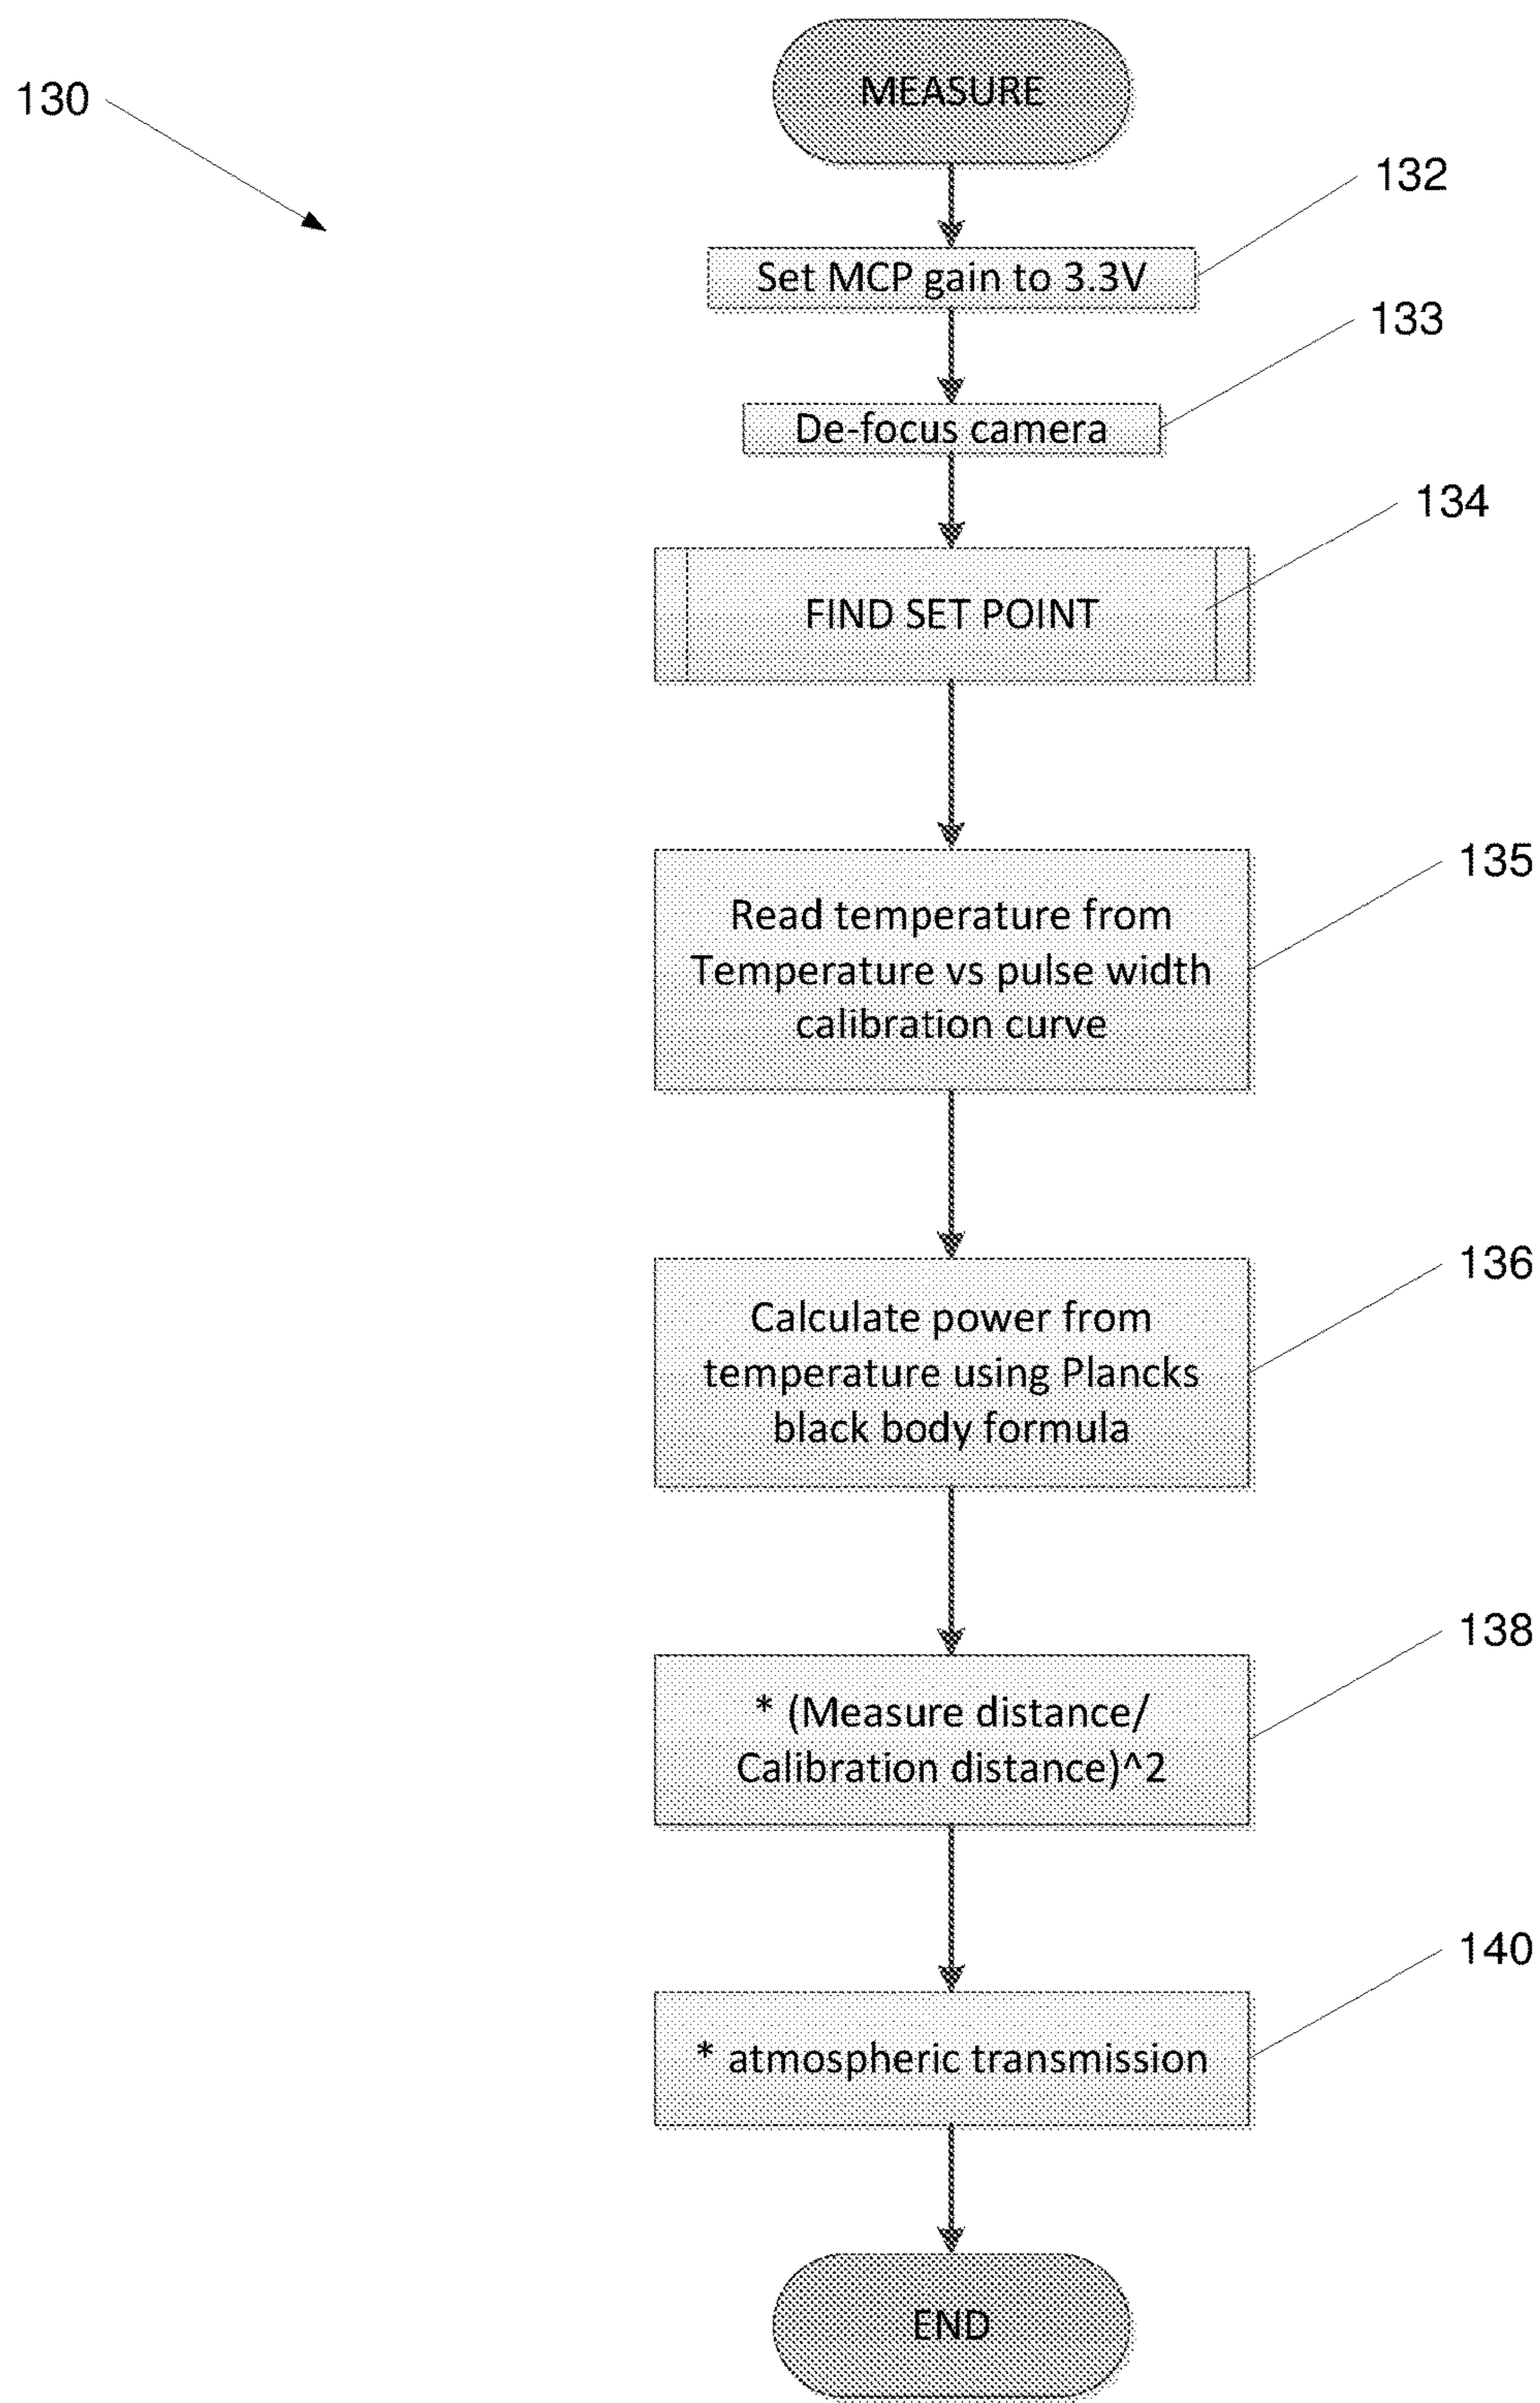 MEASURE
130
132
Set MCP gain to 3.3V
133
De-focus camera
134
FIND SET POINT
135
Read temperature from
Temperature vs pulse width
calibration curve
136
Calculate power from
temperature using Plancks
black body formula
138
* (Measure distance/
Calibration distance)^2
140
* atmospheric transmission
END